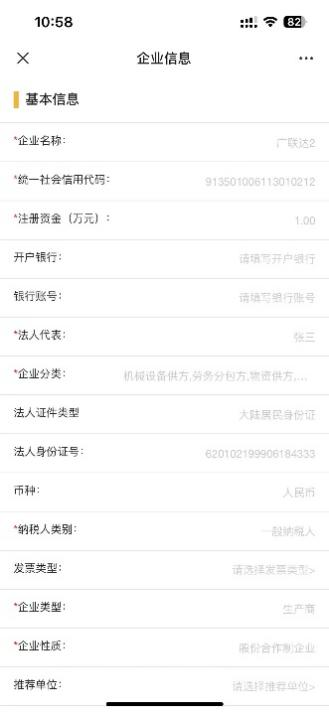 10:58
82
企业信息
基本信息
*企业名称： 广联达2
*统一社会信用代码： 913501006113010212
*注册资金（万元）： 1.00
开户银行： 请填写开户银行
银行账号： 请填写银行账号
*法人代表： 张三
*企业分类： 机械设备供方,劳务分包方,物资供方,...
法人证件类型 大陆居民身份证
法人身份证号： 620102199906184333
币种： 人民币
*纳税人类别： 一般纳税人
发票类型： 请选择发票类型>
*企业类型： 生产商
*企业性质： 股份合作制企业
推荐单位： 请选择推荐单位>